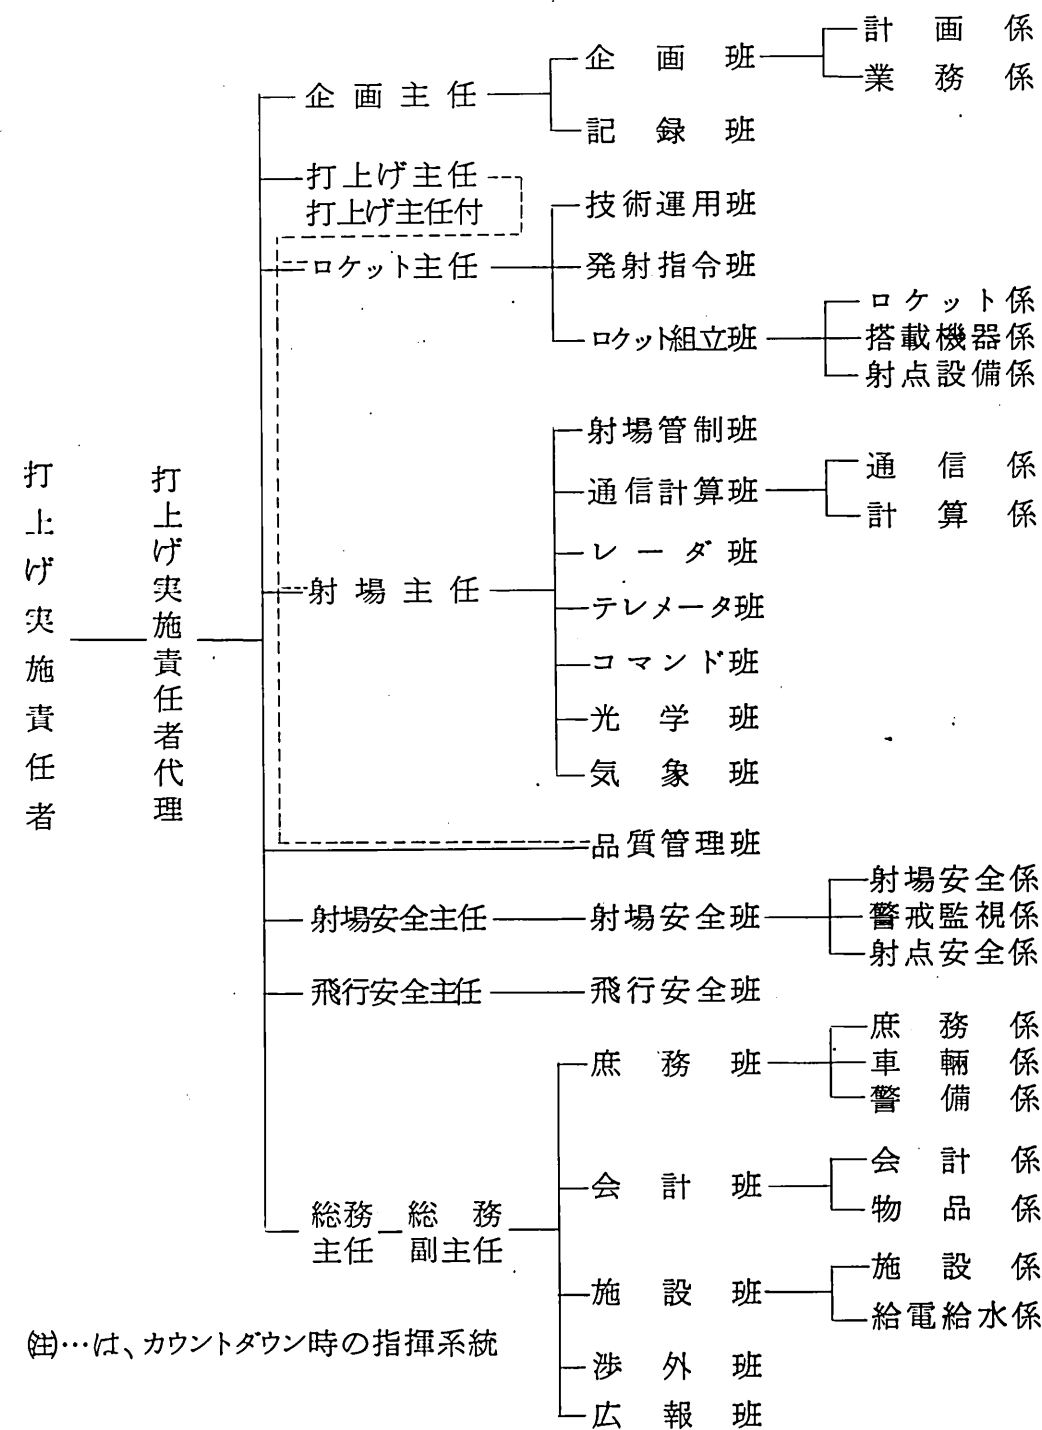 打上げ実施責任者
打上げ実施責任者代理
企画主任
企画班
計画係
業務係
記録班
打上げ主任
打上げ主任付
ロケット主任
技術運用班
発射指令班
ロケット組立班
ロケット係
搭載機器係
射点設備係
射場主任
射場管制班
通信計算班
通信係
計算係
レーダ班
テレメータ班
コマンド班
光学班
気象班
品質管理班
射場安全主任
射場安全班
射場安全係
警戒監視係
射点安全係
飛行安全主任
飛行安全班
総務
主任
総務
副主任
庶務班
庶務係
車輛係
警備係
会計班
会計係
物品係
施設班
施設係
給電給水係
渉外班
広報班
(注)…は、カウントダウン時の指揮系統